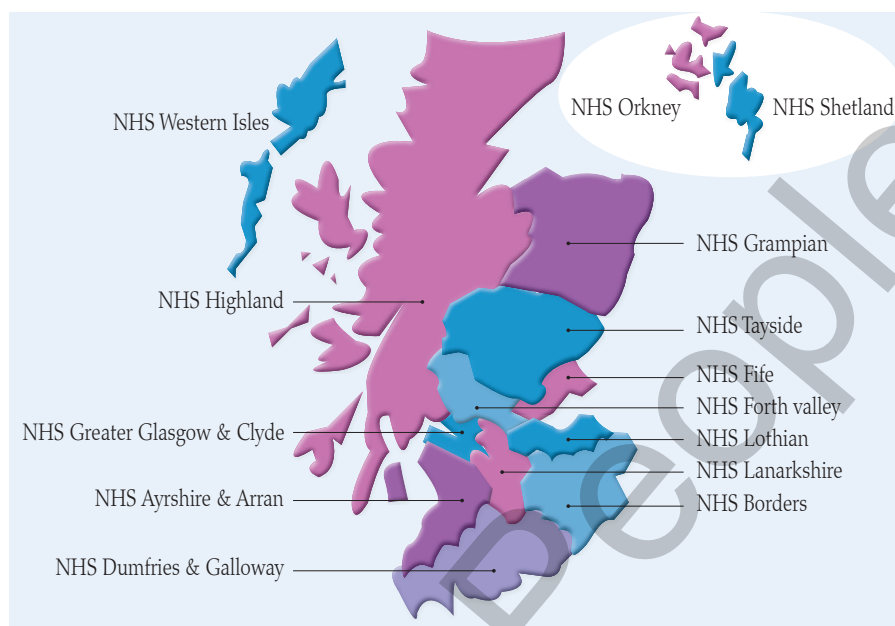 NHS Western Isles
NHS Orkney
NHS Shetland
NHS Grampian
NHS Highland
NHS Tayside
NHS Fife
NHS Forth valley
NHS Greater Glasgow & Clyde
NHS Lothian
NHS Lanarkshire
NHS Ayrshire & Arran
NHS Borders
NHS Dumfries & Galloway
People